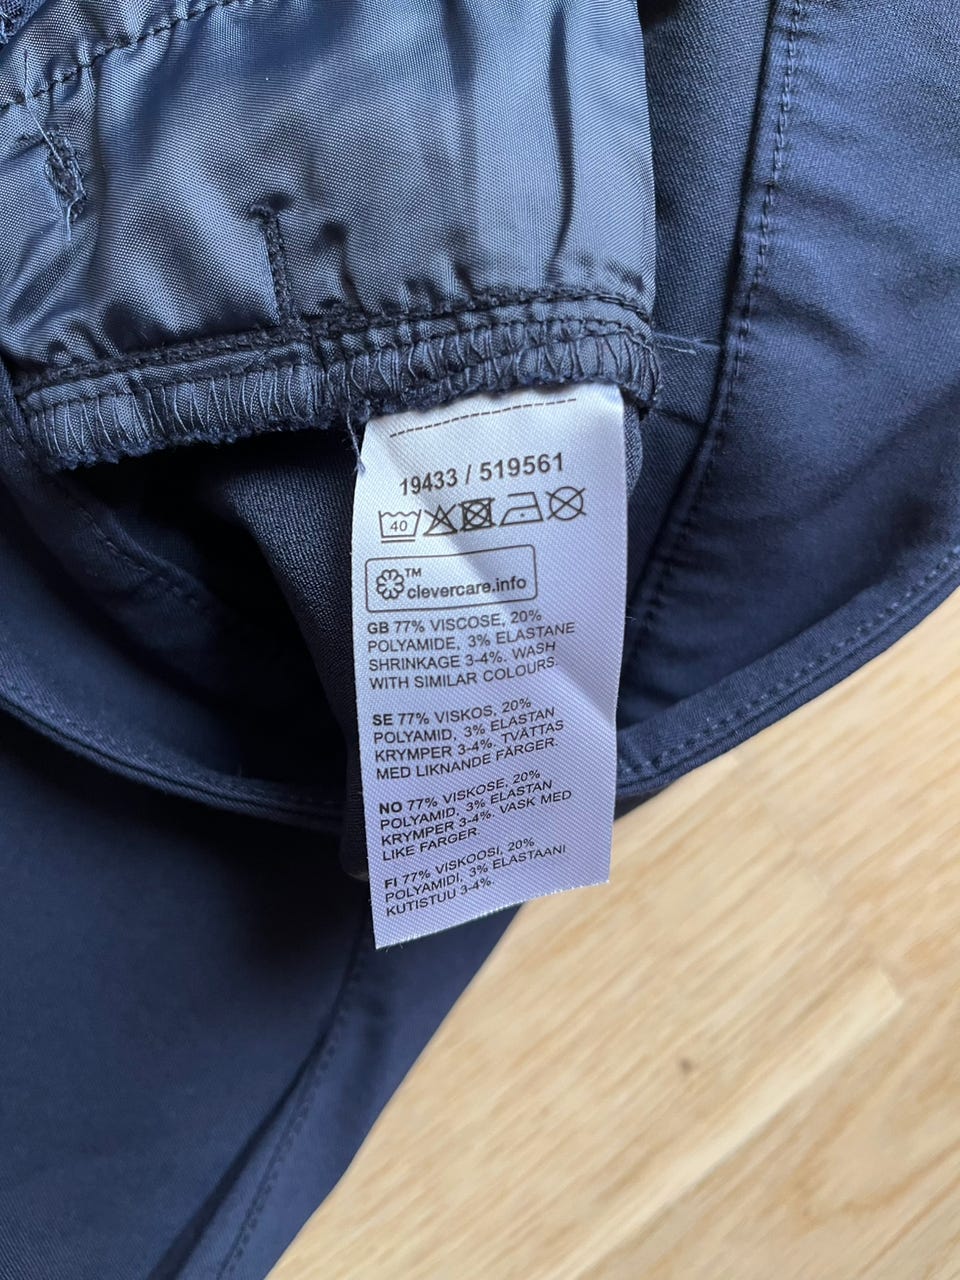 19433 / 519561
40
TM
clevercare.info
GB 77% VISCOSE, 20%
POLYAMIDE, 3% ELASTANE
SHRINKAGE 3-4%. WASH
WITH SIMILAR COLOURS.
SE 77% VISKOS, 20%
POLYAMID, 3% ELASTAN
KRYMPER 3-4%. TVÄTTAS
MED LIKNANDE FÄRGER.
NO 77% VISKOSE, 20%
POLYAMID, 3% ELASTAN
KRYMPER 3-4%. VASK MED
LIKE FARGER.
FI 77% VISKOOSI, 20%
POLYAMIDI, 3% ELASTAANI
KUTISTUU 3-4%.